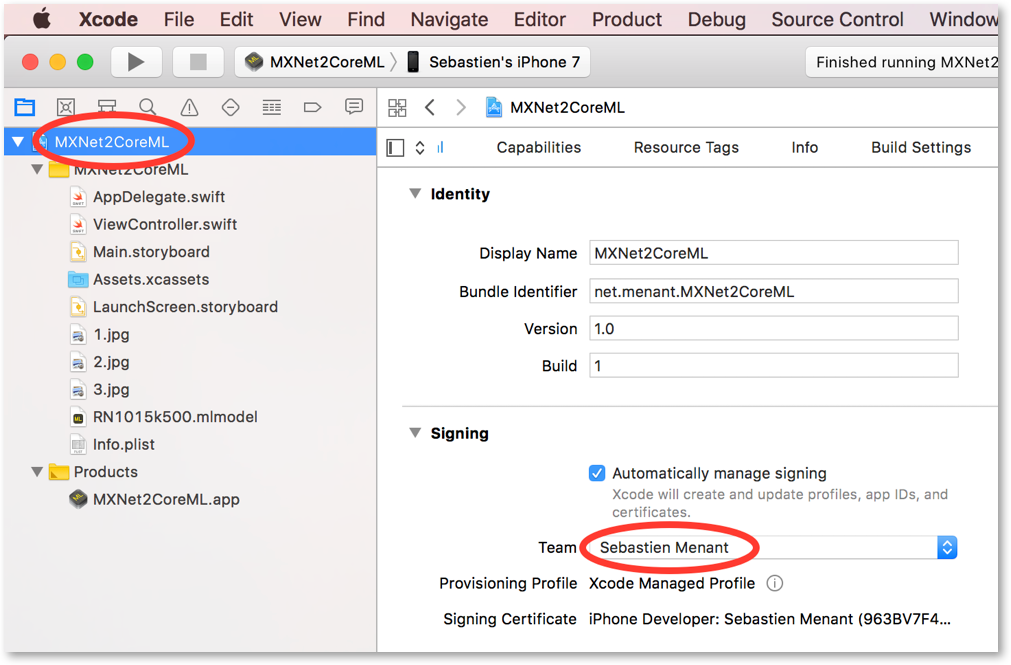 Xcode File Edit View Find Navigate Editor Product Debug Source Control Window
MXNet2CoreML Sebastien's iPhone 7 Finished running MXNet2
MXNet2CoreML
Capabilities Resource Tags Info Build Settings
MXNet2CoreML
MXNet2CoreML
AppDelegate.swift
ViewController.swift
Main.storyboard
Assets.xcassets
LaunchScreen.storyboard
1.jpg
2.jpg
3.jpg
RN1015k500.mlmodel
Info.plist
Products
MXNet2CoreML.app
Identity
Display Name MXNet2CoreML
Bundle Identifier net.menant.MXNet2CoreML
Version 1.0
Build 1
Signing
Automatically manage signing
Xcode will create and update profiles, app IDs, and
certificates.
Team Sebastien Menant
Provisioning Profile Xcode Managed Profile
Signing Certificate iPhone Developer: Sebastien Menant (963BV7F4...